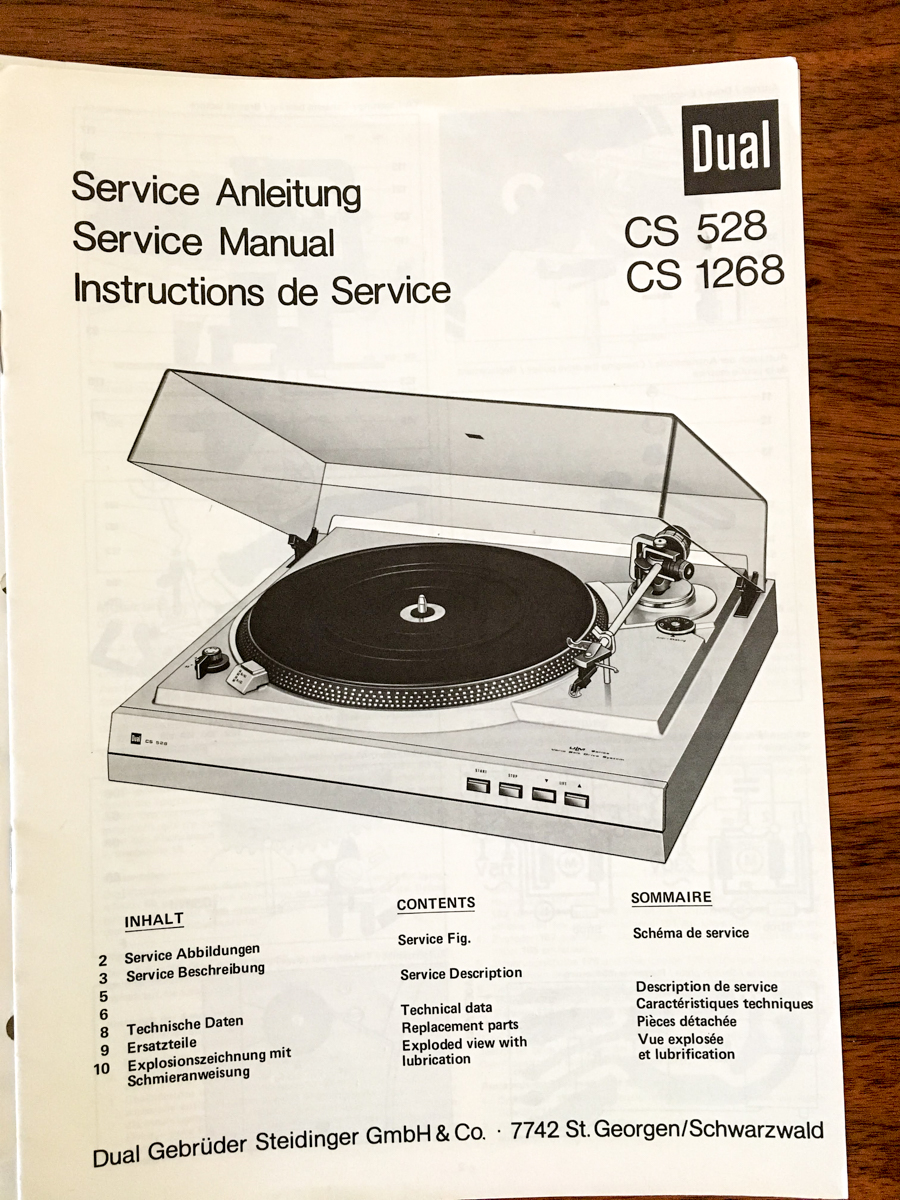 Dual
Service Anleitung
Service Manual
Instructions de Service
CS 528
CS 1268
Dual CS 528
START STOP ▼ LIFT ▲
INHALT
2 Service Abbildungen
3 Service Beschreibung
5
6
8 Technische Daten
9 Ersatzteile
10 Explosionszeichnung mit
Schmieranweisung
CONTENTS
Service Fig.
Service Description
Technical data
Replacement parts
Exploded view with
lubrication
SOMMAIRE
Schéma de service
Description de service
Caractéristiques techniques
Pièces détachée
Vue explosée
et lubrification
Dual Gebrüder Steidinger GmbH & Co. · 7742 St. Georgen/Schwarzwald